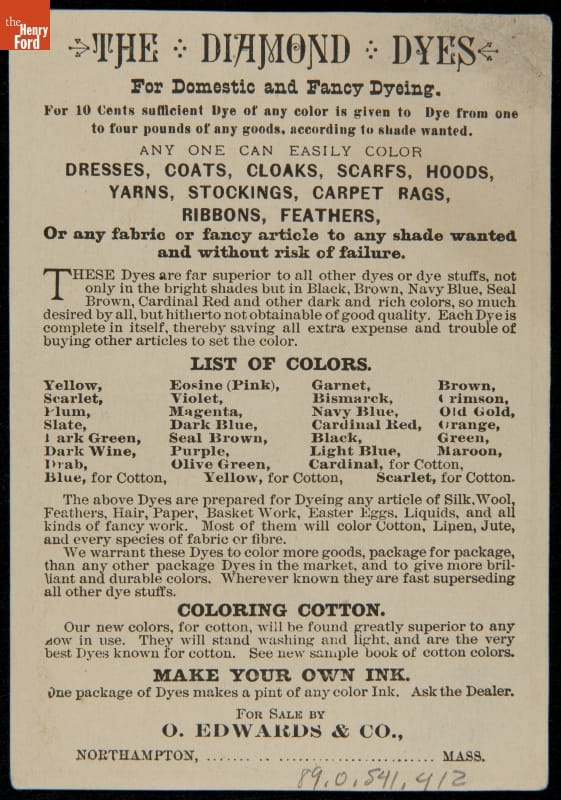 the
Henry
Ford
THE DIAMOND DYES
For Domestic and Fancy Dyeing.
For 10 Cents sufficient Dye of any color is given to Dye from one
to four pounds of any goods, according to shade wanted.
ANY ONE CAN EASILY COLOR
DRESSES, COATS, CLOAKS, SCARFS, HOODS,
YARNS, STOCKINGS, CARPET RAGS,
RIBBONS, FEATHERS,
Or any fabric or fancy article to any shade wanted
and without risk of failure.
THESE Dyes are far superior to all other dyes or dye stuffs, not
only in the bright shades but in Black, Brown, Navy Blue, Seal
Brown, Cardinal Red and other dark and rich colors, so much
desired by all, but hitherto not obtainable of good quality. Each Dye is
complete in itself, thereby saving all extra expense and trouble of
buying other articles to set the color.
LIST OF COLORS.
Yellow, Eosine (Pink), Garnet, Brown,
Scarlet, Violet, Bismarck, Crimson,
Plum, Magenta, Navy Blue, Old Gold,
Slate, Dark Blue, Cardinal Red, Orange,
Dark Green, Seal Brown, Black, Green,
Dark Wine, Purple, Light Blue, Maroon,
Drab, Olive Green, Cardinal, for Cotton,
Blue, for Cotton, Yellow, for Cotton, Scarlet, for Cotton.
The above Dyes are prepared for Dyeing any article of Silk, Wool,
Feathers, Hair, Paper, Basket Work, Easter Eggs, Liquids, and all
kinds of fancy work. Most of them will color Cotton, Linen, Jute,
and every species of fabric or fibre.
We warrant these Dyes to color more goods, package for package,
than any other package Dyes in the market, and to give more bril-
liant and durable colors. Wherever known they are fast superseding
all other dye stuffs.
COLORING COTTON.
Our new colors, for cotton, will be found greatly superior to any
now in use. They will stand washing and light, and are the very
best Dyes known for cotton. See new sample book of cotton colors.
MAKE YOUR OWN INK.
One package of Dyes makes a pint of any color Ink. Ask the Dealer.
FOR SALE BY
O. EDWARDS & CO.,
NORTHAMPTON, .................................... MASS.
89.0.541.412